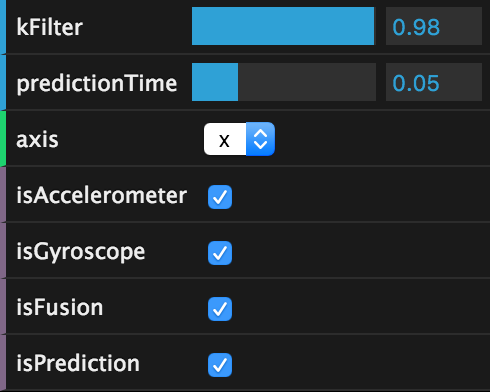 kFilter 0.98
predictionTime 0.05
axis x
isAccelerometer
isGyroscope
isFusion
isPrediction